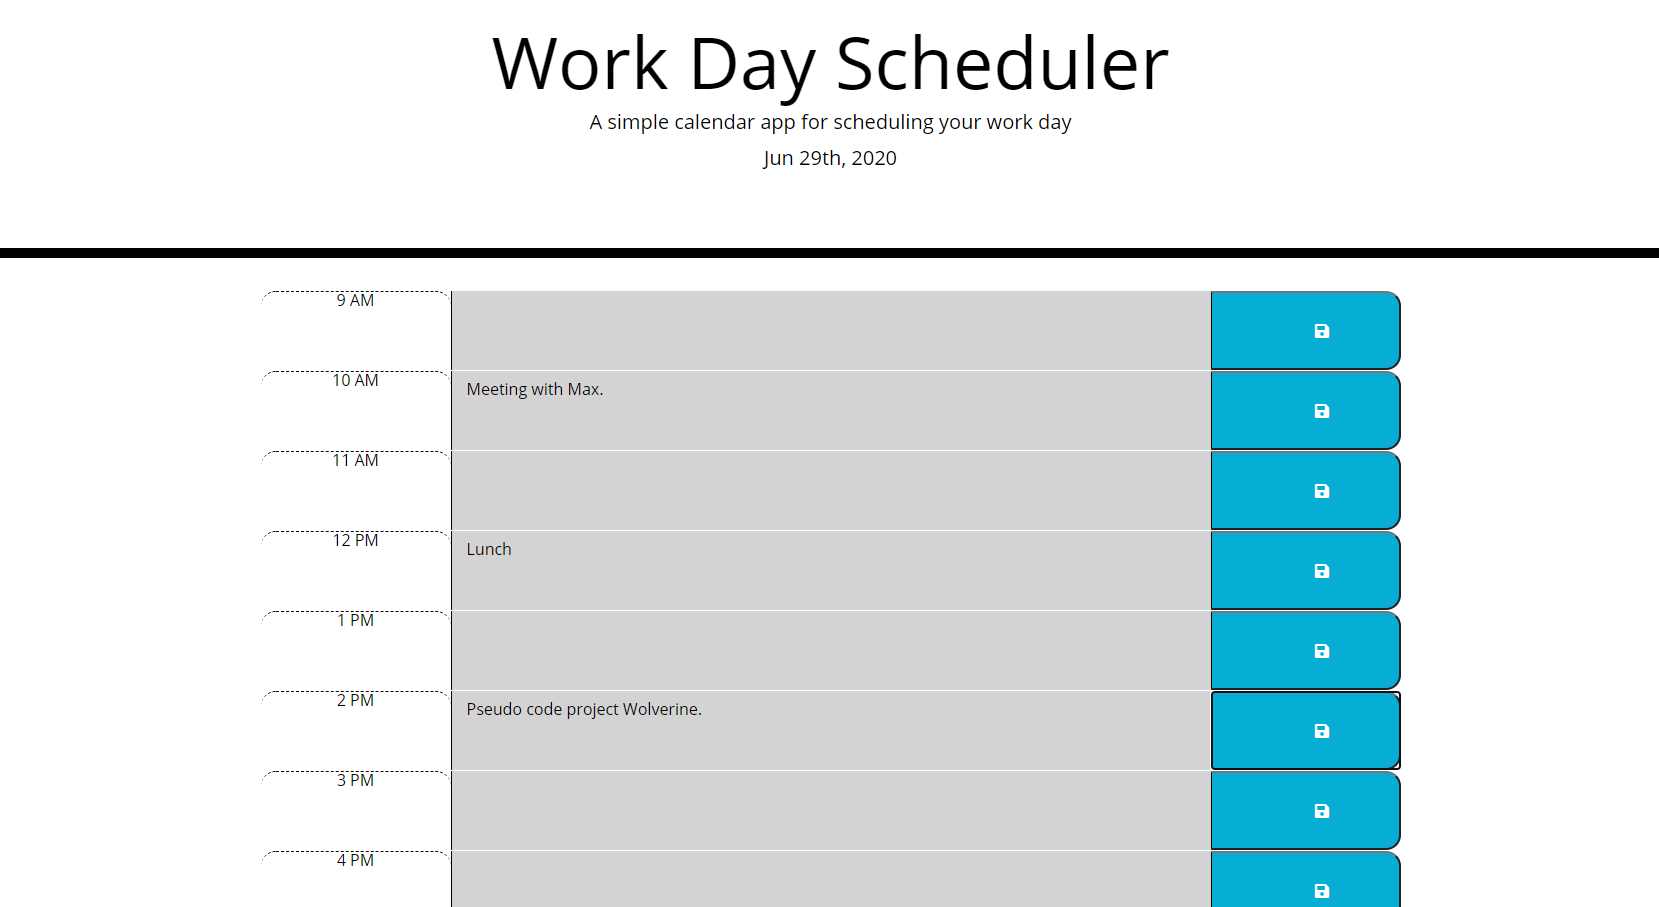 Work Day Scheduler
A simple calendar app for scheduling your work day
Jun 29th, 2020
9 AM
10 AM
Meeting with Max.
11 AM
12 PM
Lunch
1 PM
2 PM
Pseudo code project Wolverine.
3 PM
4 PM